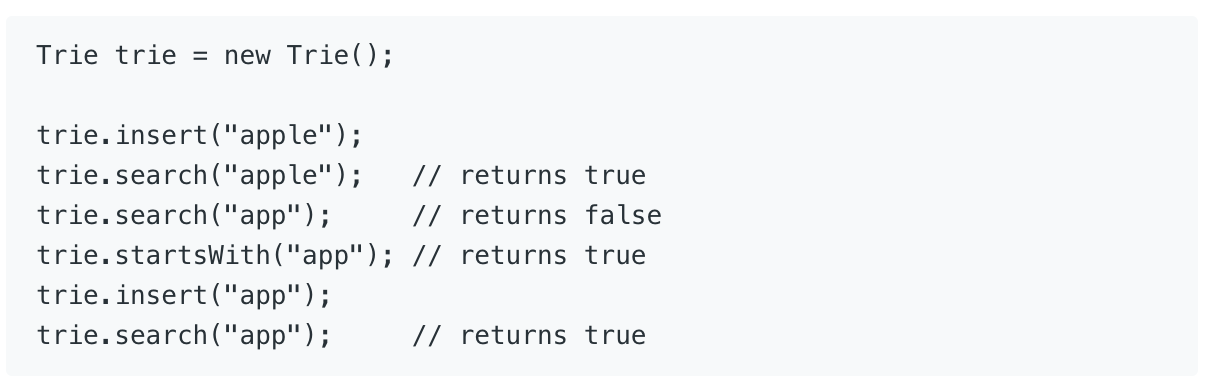 Trie trie = new Trie();

trie.insert("apple");
trie.search("apple");   // returns true
trie.search("app");     // returns false
trie.startsWith("app"); // returns true
trie.insert("app");
trie.search("app");     // returns true